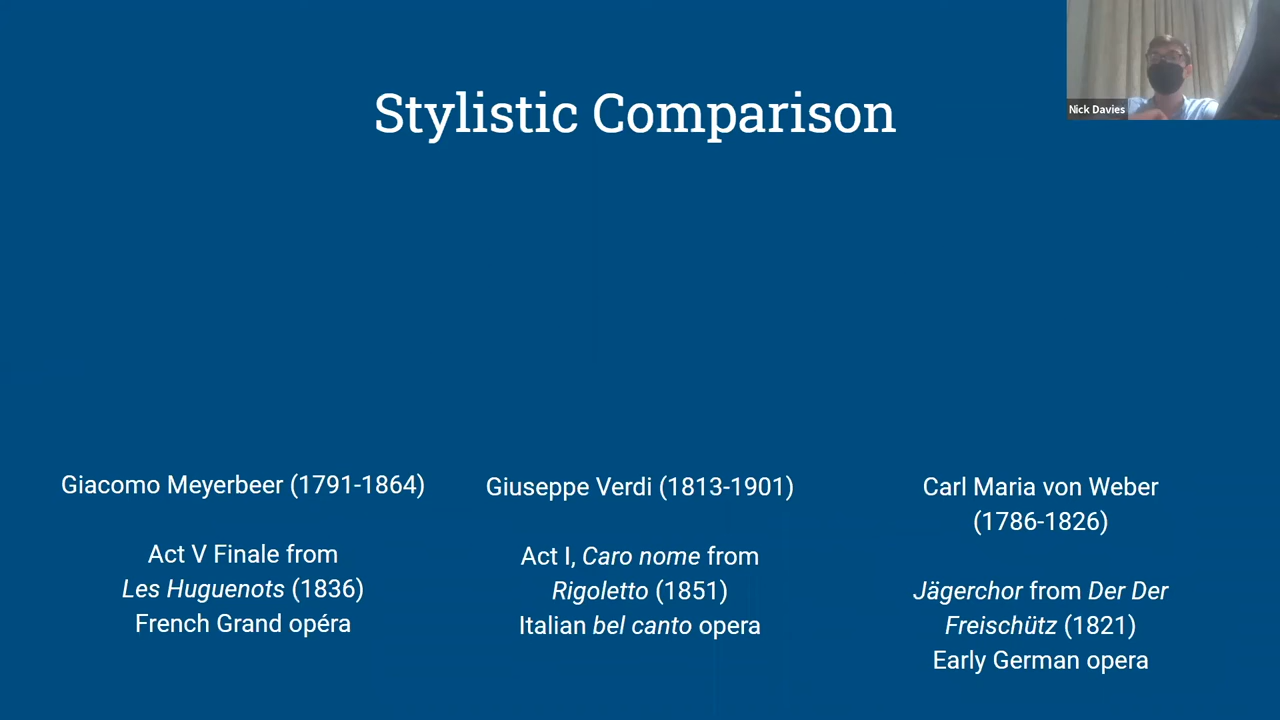 Stylistic Comparison
Nick Davies
Giacomo Meyerbeer (1791-1864)
Act V Finale from
Les Huguenots (1836)
French Grand opéra
Giuseppe Verdi (1813-1901)
Act I, Caro nome from
Rigoletto (1851)
Italian bel canto opera
Carl Maria von Weber
(1786-1826)
Jägerchor from Der Der
Freischütz (1821)
Early German opera